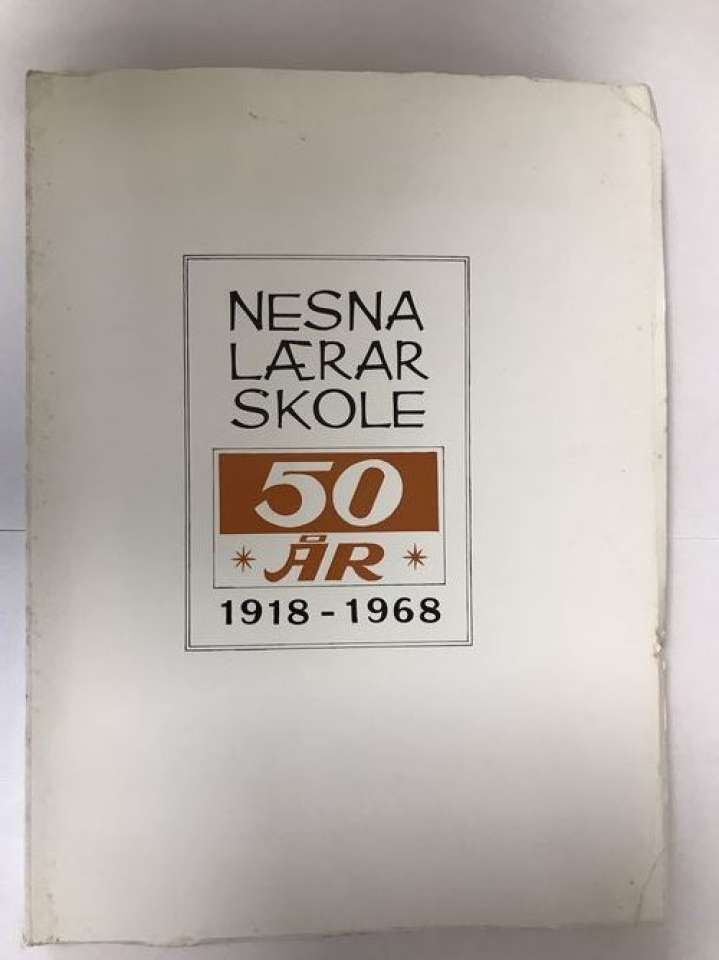 NESNA
LÆRAR
SKOLE
50
ÅR
1918 - 1968